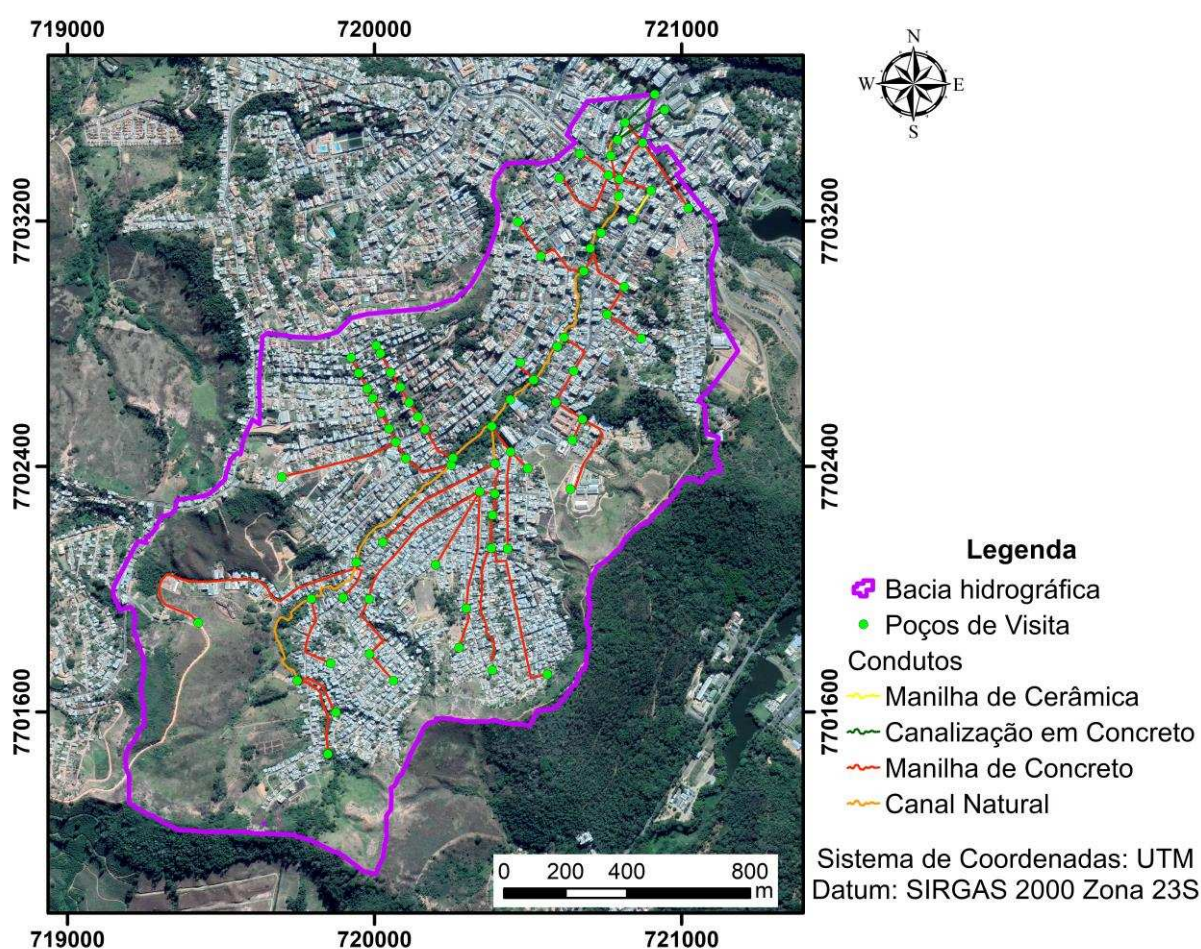 719000 720000 721000
N
W E
S
7703200 7703200
7702400 7702400
7701600 7701600
Legenda
Bacia hidrográfica
Poços de Visita
Condutos
Manilha de Cerâmica
Canalização em Concreto
Manilha de Concreto
Canal Natural
0 200 400 800
m
Sistema de Coordenadas: UTM
Datum: SIRGAS 2000 Zona 23S
719000 720000 721000